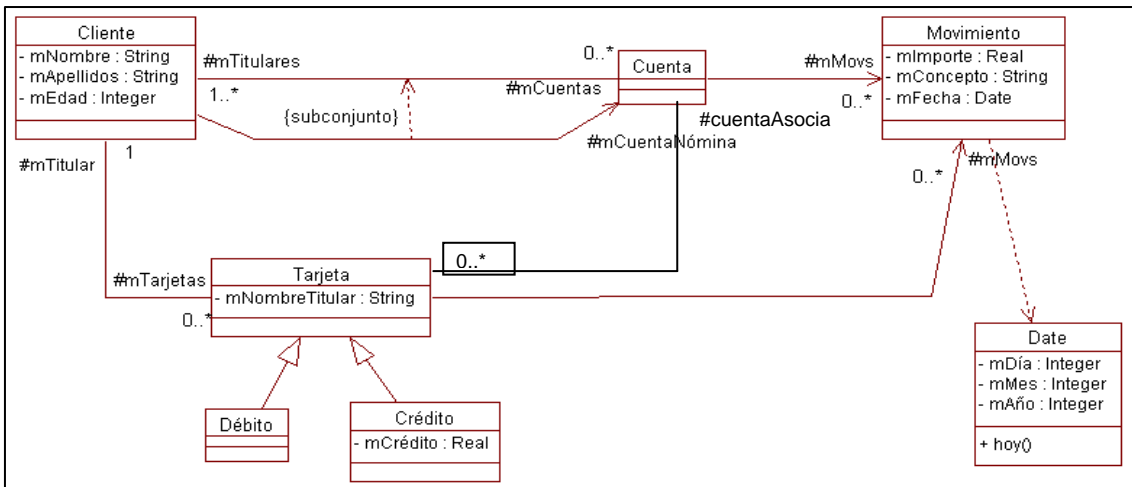 Cliente
- mNombre : String
- mApellidos : String
- mEdad : Integer
#mTitulares
1..*
0..*
#mCuentas
{subconjunto}
Cuenta
#mMovs
0..*
#cuentaAsocia
#mCuentaNómina
Movimiento
- mImporte : Real
- mConcepto : String
- mFecha : Date
1
#mTitular
#mMovs
0..*
#mTarjetas
0..*
0..*
Tarjeta
- mNombreTitular : String
Débito
Crédito
- mCrédito : Real
Date
- mDía : Integer
- mMes : Integer
- mAño : Integer
+ hoy()